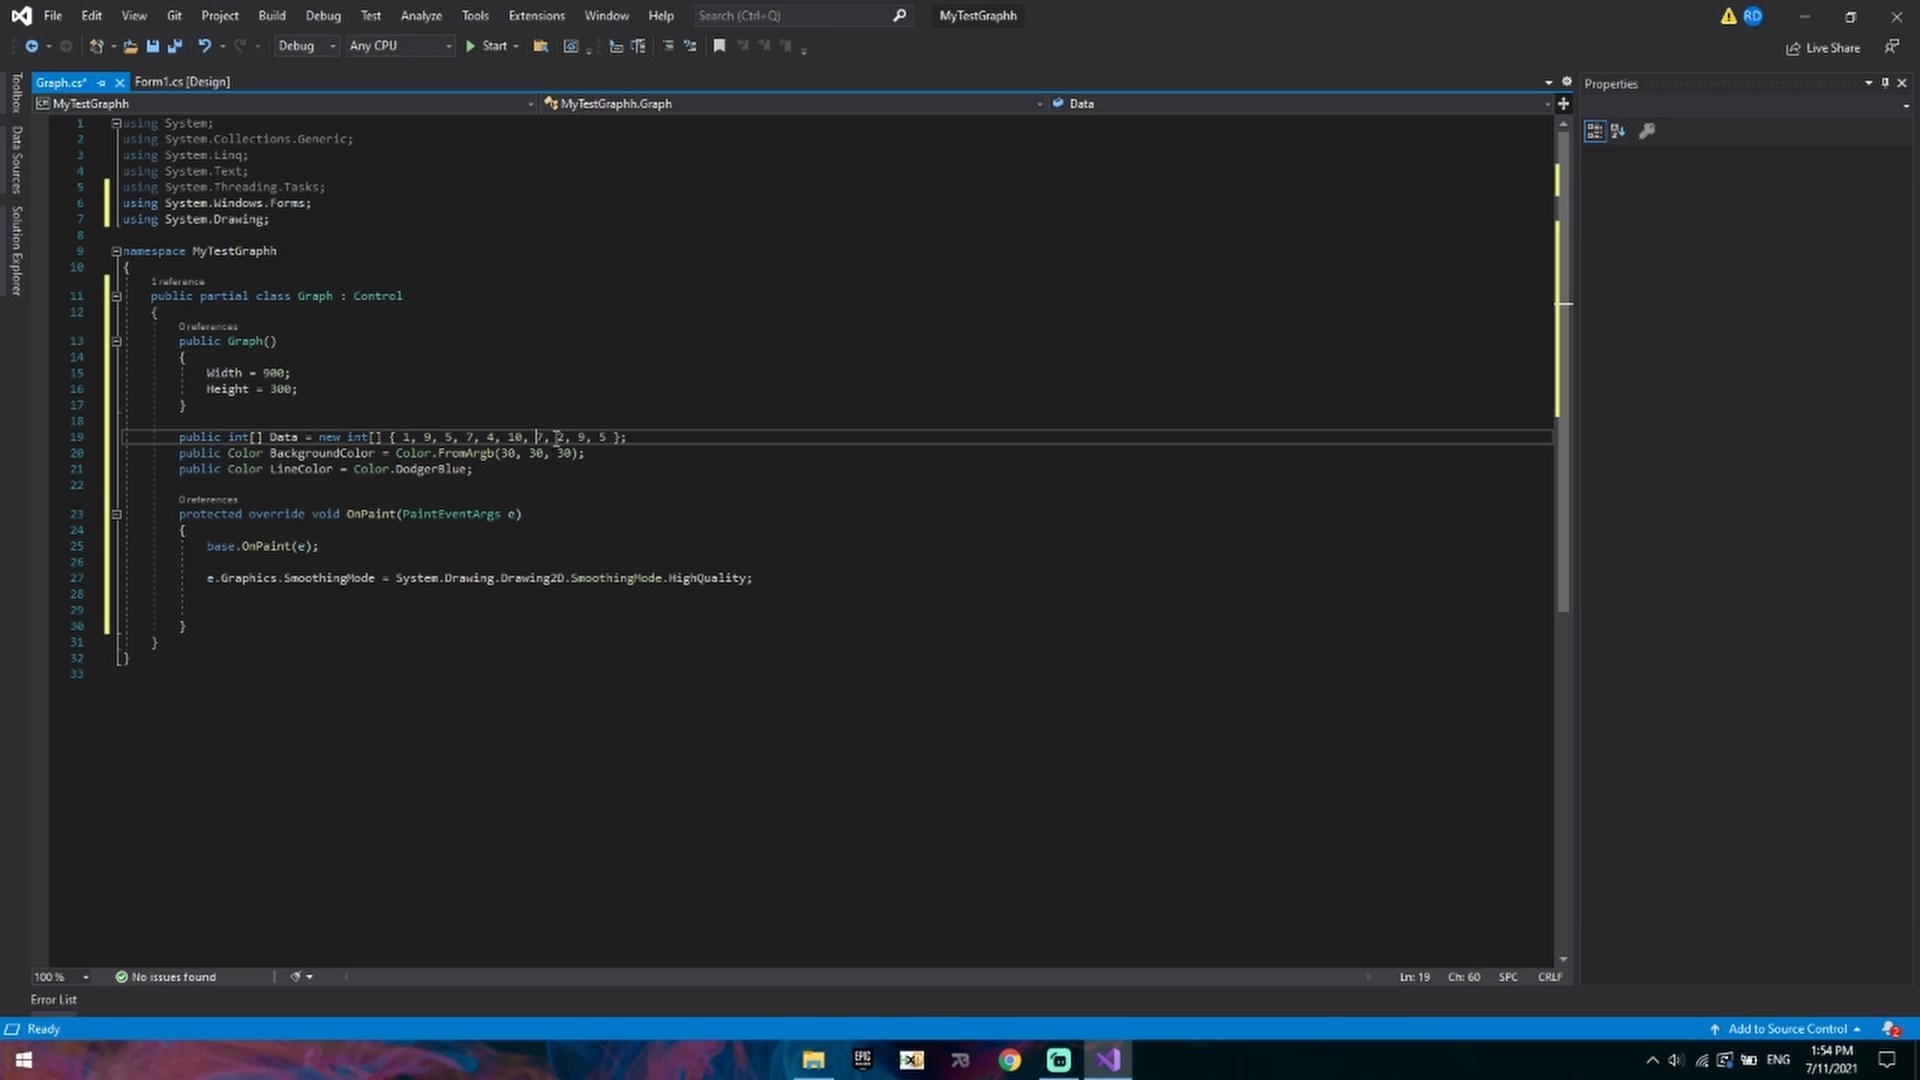 File Edit View Git Project Build Debug Test Analyze Tools Extensions Window Help Search (Ctrl+Q) MyTestGraphh RD
Debug Any CPU Start Live Share
Graph.cs* Form1.cs [Design] Properties
MyTestGraphh MyTestGraphh.Graph Data
Toolbox
Data Sources
Solution Explorer
1 using System;
2 using System.Collections.Generic;
3 using System.Linq;
4 using System.Text;
5 using System.Threading.Tasks;
6 using System.Windows.Forms;
7 using System.Drawing;
8
9 namespace MyTestGraphh
10 {
1 reference
11 public partial class Graph : Control
12 {
0 references
13 public Graph()
14 {
15 Width = 900;
16 Height = 300;
17 }
18
19 public int[] Data = new int[] { 1, 9, 5, 7, 4, 10, 7, 2, 9, 5 };
20 public Color BackgroundColor = Color.FromArgb(30, 30, 30);
21 public Color LineColor = Color.DodgerBlue;
22
0 references
23 protected override void OnPaint(PaintEventArgs e)
24 {
25 base.OnPaint(e);
26
27 e.Graphics.SmoothingMode = System.Drawing.Drawing2D.SmoothingMode.HighQuality;
28
29
30 }
31 }
32 }
33
100 % No issues found Ln: 19 Ch: 60 SPC CRLF
Error List
Ready Add to Source Control 2
EPIC ENG 1:54 PM
7/11/2021